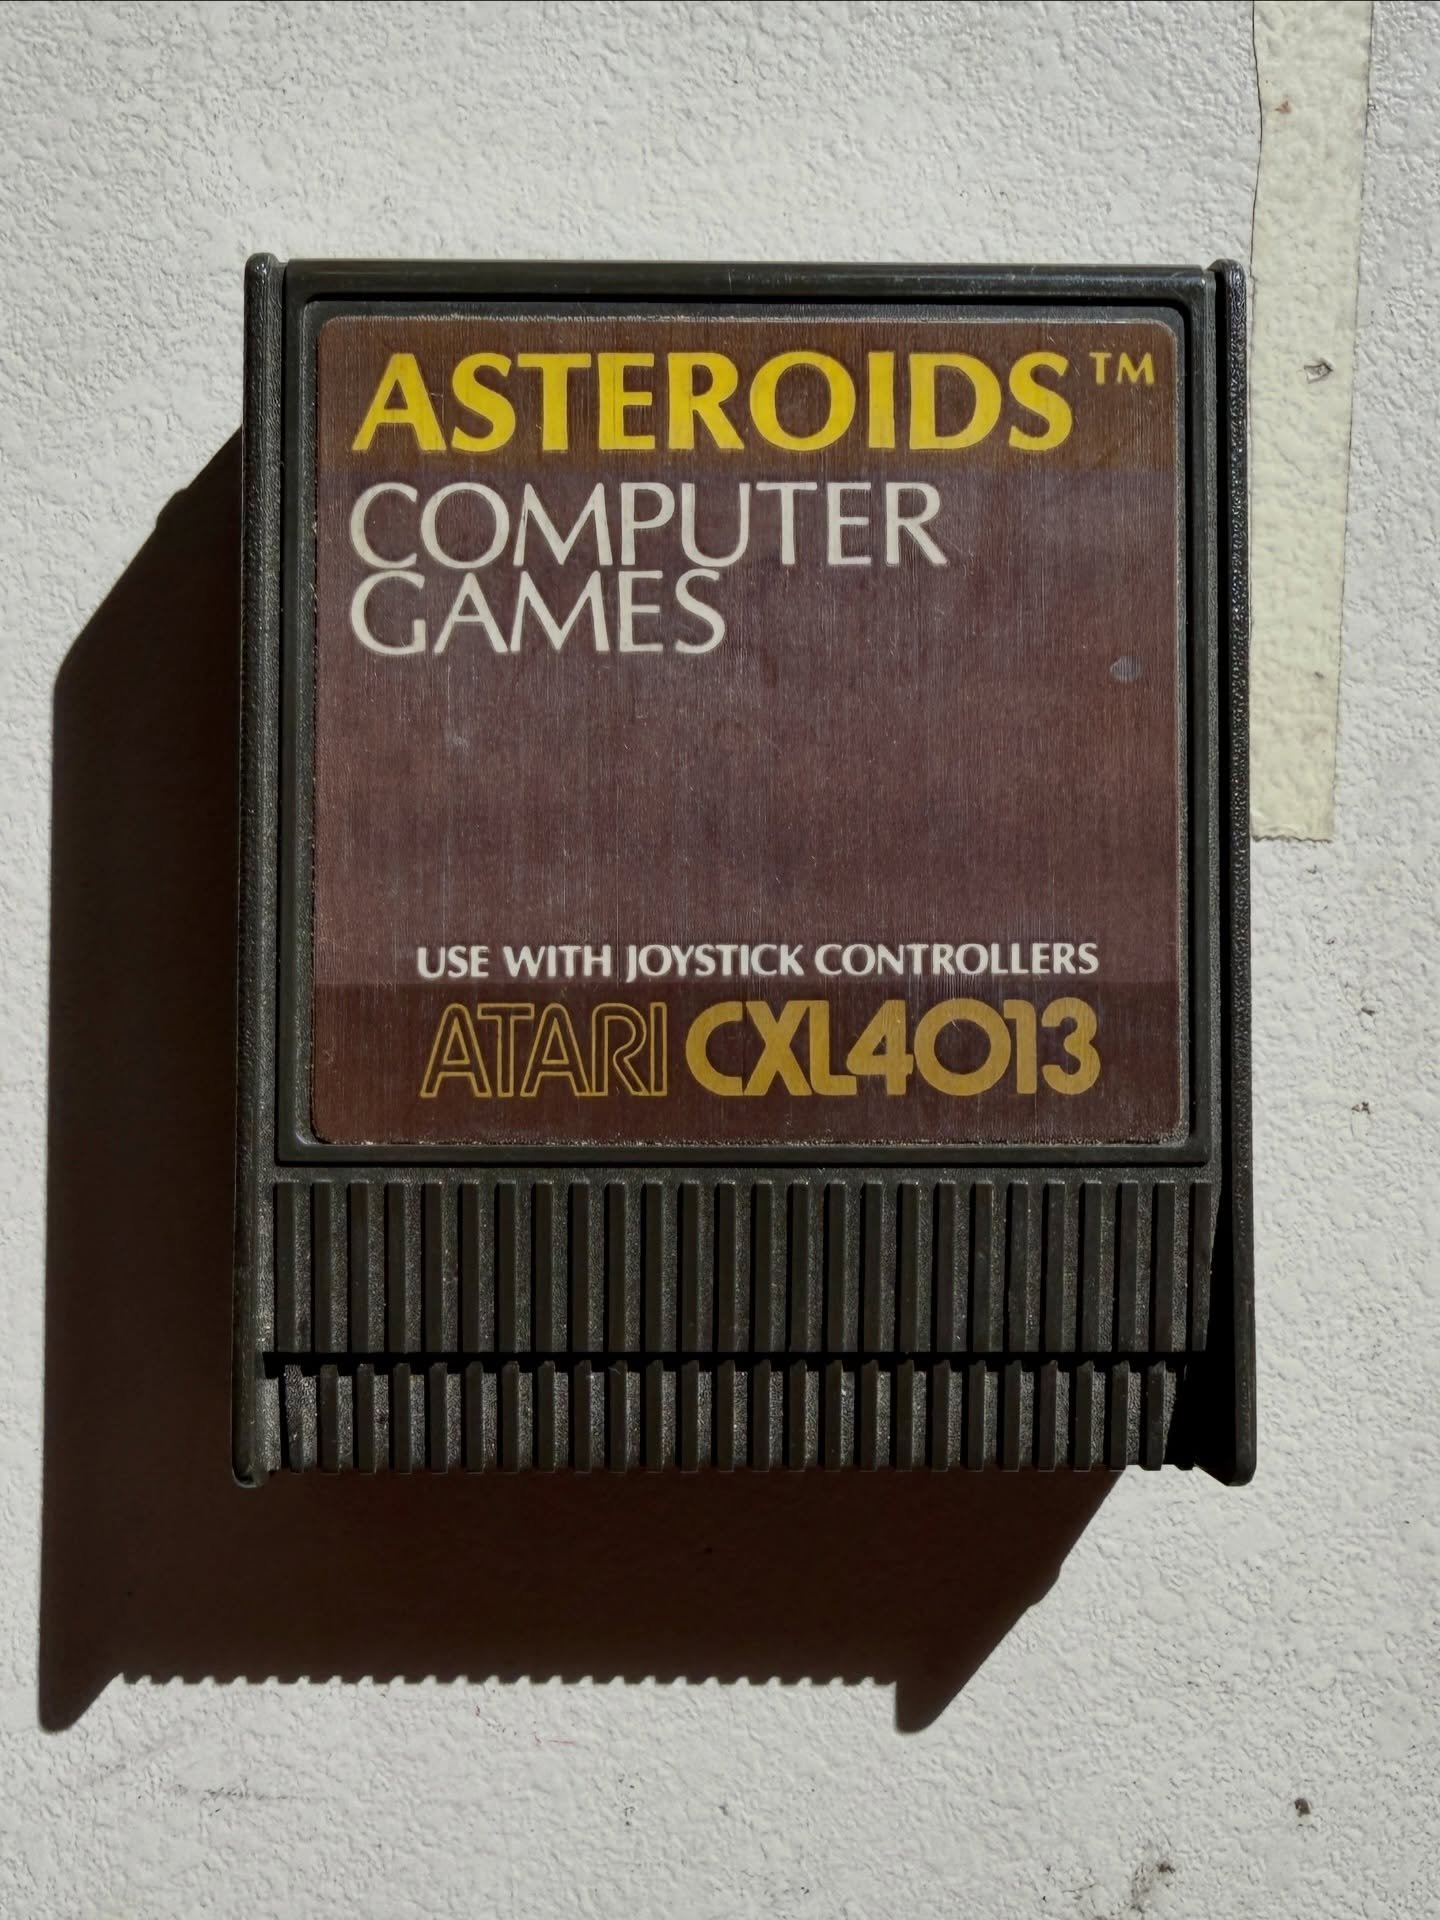 ASTEROIDS™
COMPUTER
GAMES
USE WITH JOYSTICK CONTROLLERS
ATARI CXL4013